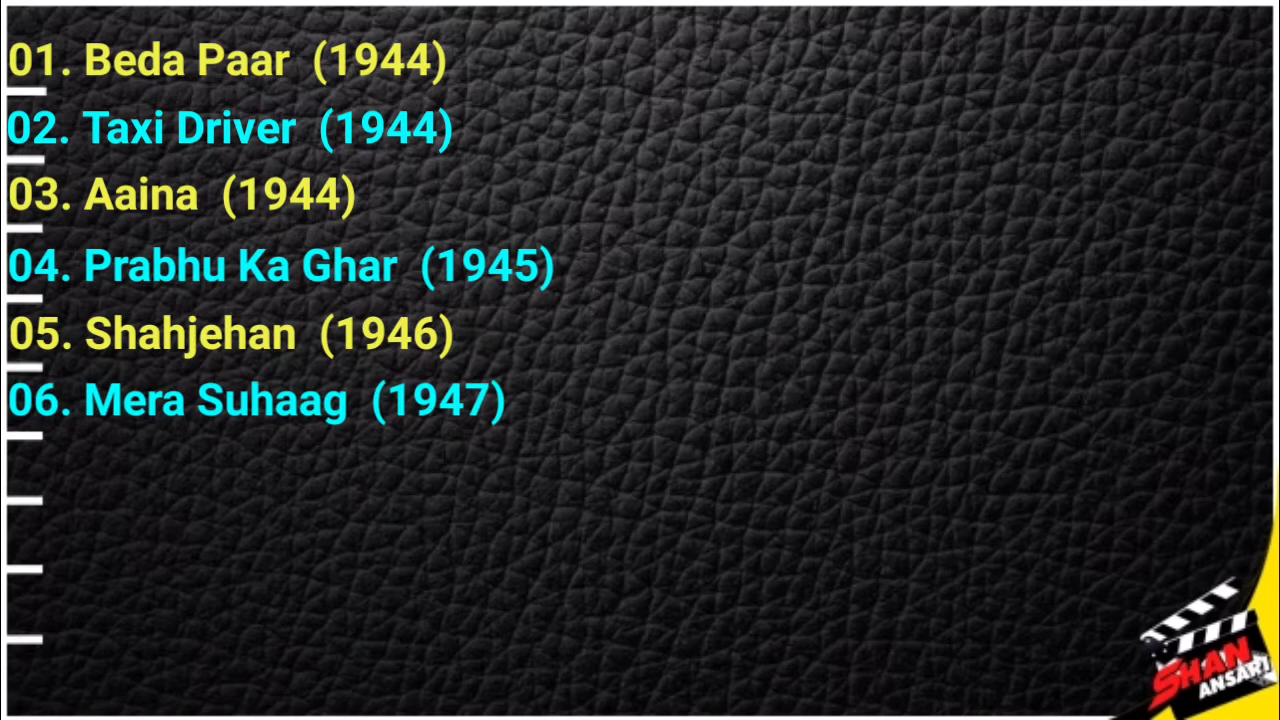 01. Beda Paar (1944)
02. Taxi Driver (1944)
03. Aaina (1944)
04. Prabhu Ka Ghar (1945)
05. Shahjehan (1946)
06. Mera Suhaag (1947)
SHAN
ANSARI